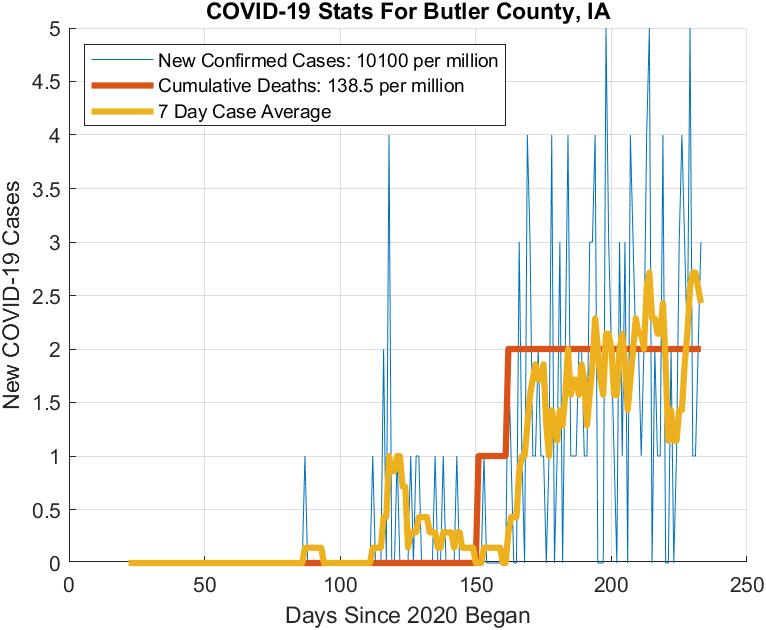 COVID-19 Stats For Butler County, IA
New Confirmed Cases: 10100 per million
Cumulative Deaths: 138.5 per million
7 Day Case Average
New COVID-19 Cases
5
4.5
4
3.5
3
2.5
2
1.5
1
0.5
0
0 50 100 150 200 250
Days Since 2020 Began